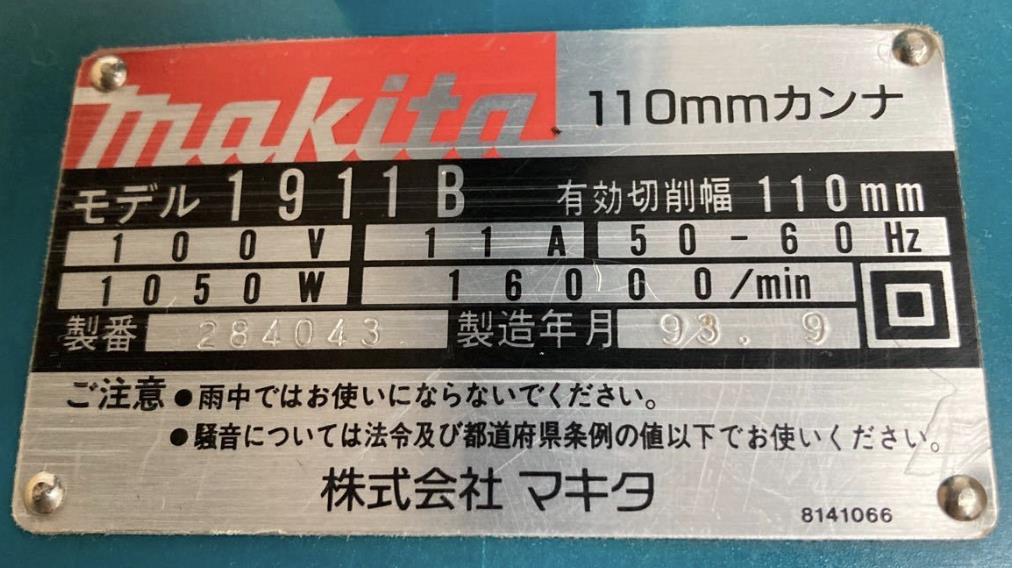 makita 110mmカンナ
モデル 1911B 有効切削幅 110mm
100V 11A 50-60Hz
1050W 16000/min
製番 284043 製造年月 93. 9
ご注意 ●雨中ではお使いにならないでください。
●騒音については法令及び都道府県条例の値以下でお使いください。
株式会社 マキタ 8141066